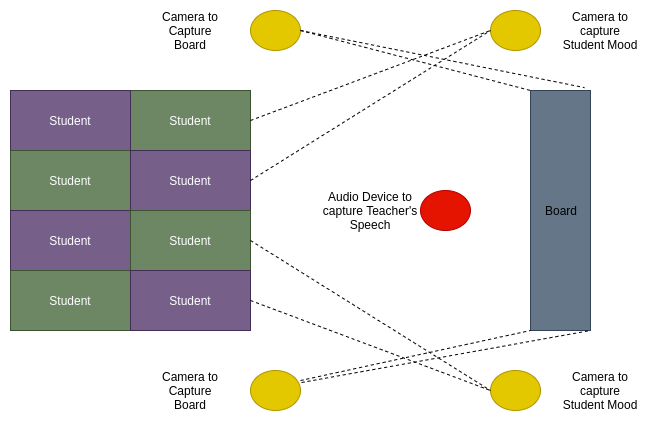 Camera to
Capture
Board
Camera to
capture
Student Mood
Student
Student
Student
Student
Audio Device to
capture Teacher's
Speech
Board
Student
Student
Student
Student
Camera to
Capture
Board
Camera to
capture
Student Mood